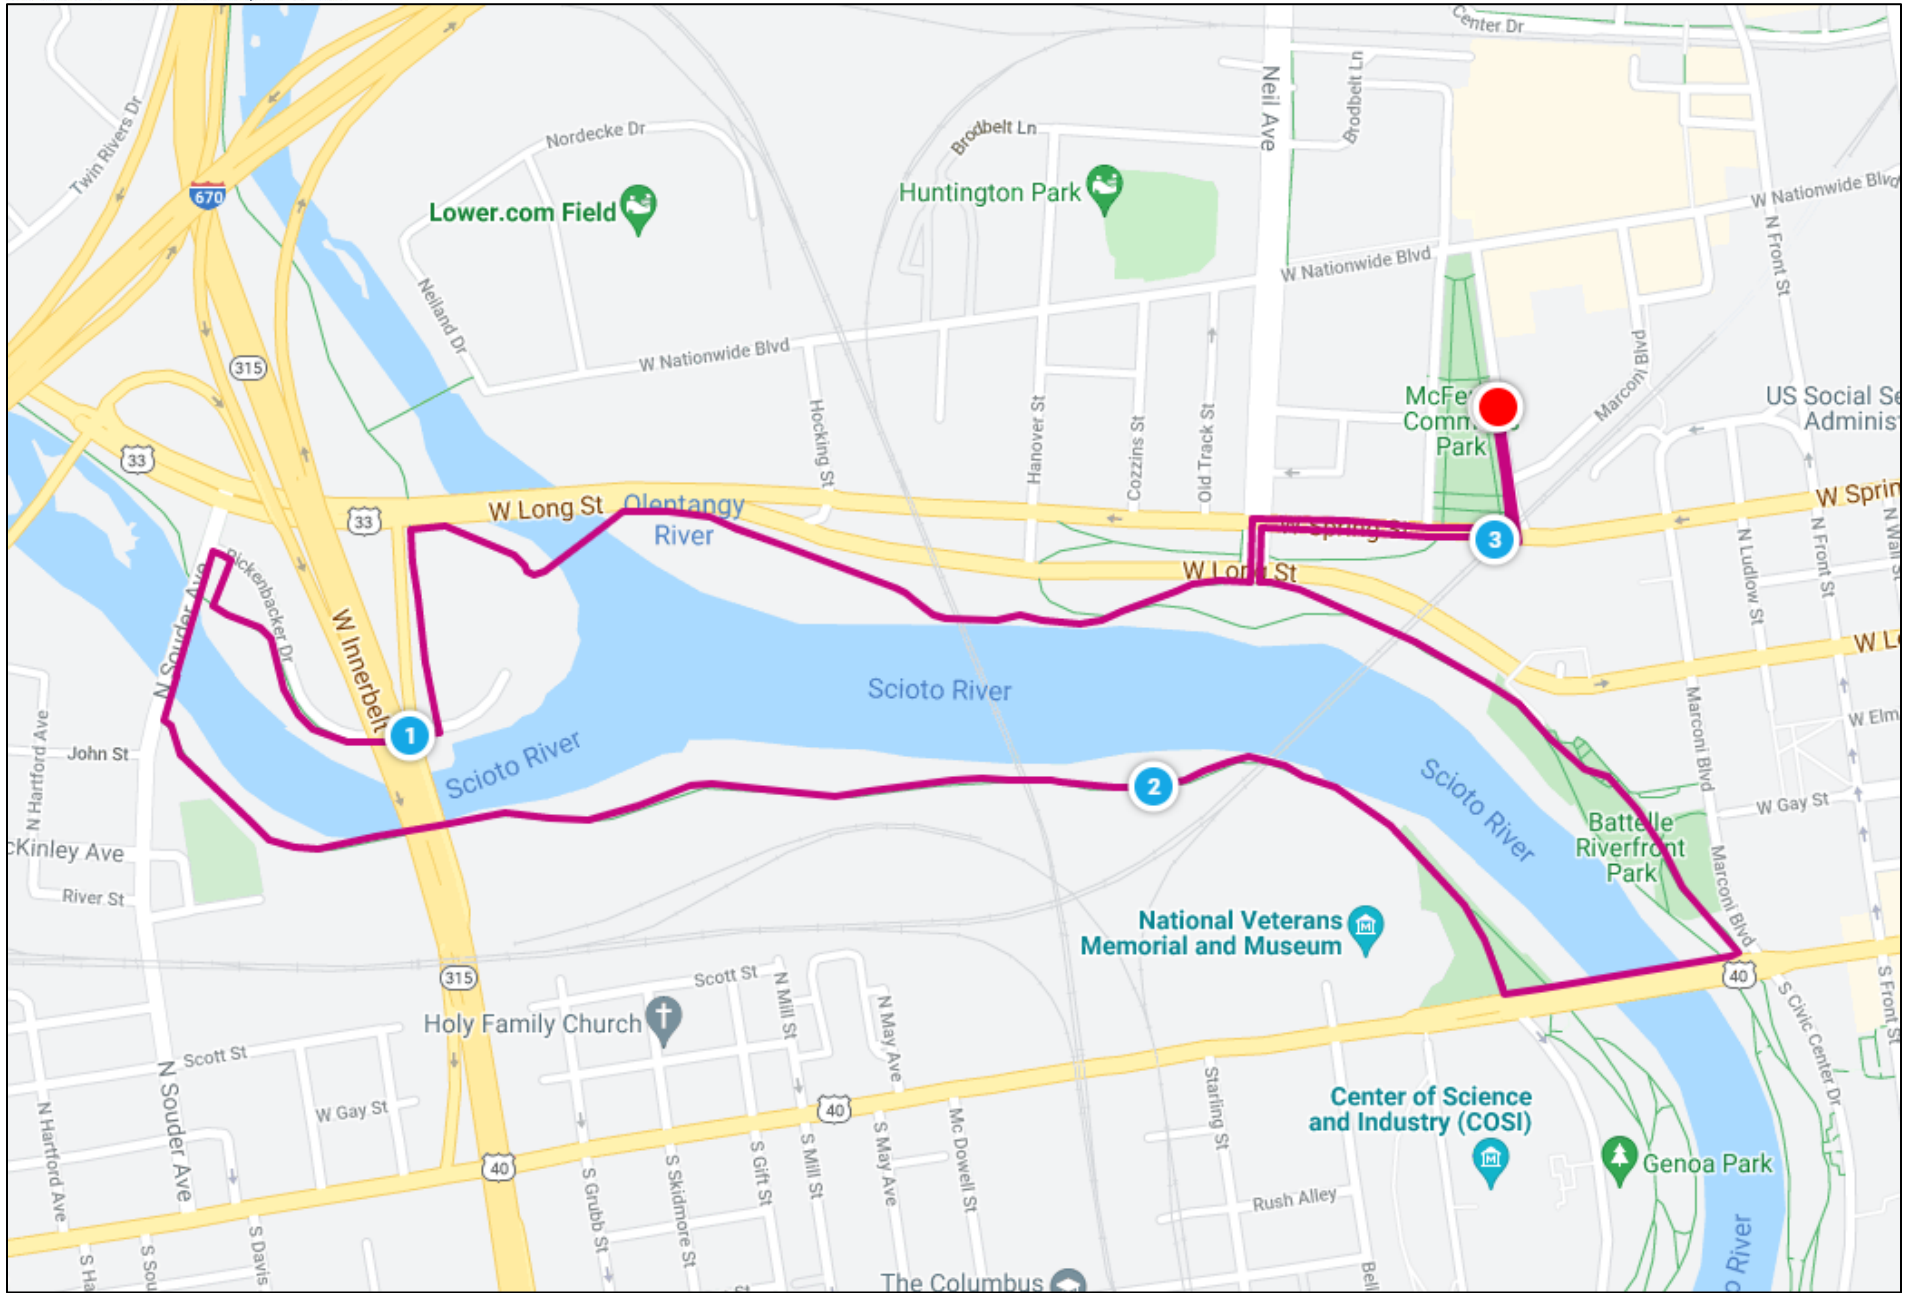 Center Dr
Twin Rivers Dr
Nordecke Dr
Brodbelt Ln
Neil Ave
Brodbelt Ln
670
Lower.com Field
Huntington Park
W Nationwide Blvd
N Front St
W Nationwide Blvd
Neiland Dr
W Nationwide Blvd
315
Marconi Blvd
Hocking St
Hanover St
Cozzins St
Old Track St
Park
US Social Se
Adminis
33
33
W Long St
Olentangy
River
W Spring St
3
W Sprin
N Ludlow St
N Front St
W Long St
Rickenbacker Dr
N Souder Ave
W Innerbelt
1
Scioto River
Scioto River
Scioto River
2
W Elm
Marconi Blvd
W Gay St
N Hartford Ave
John St
cKinley Ave
River St
Battelle
Riverfront
Park
Marconi Blvd
National Veterans
Memorial and Museum
40
S Front St
S Civic Center Dr
315
Scott St
N Mill St
N May Ave
Holy Family Church
Scott St
N Souder Ave
W Gay St
N Hartford Ave
40
40
Starling St
Center of Science
and Industry (COSI)
Genoa Park
Mc Dowell St
S May Ave
S Mill St
S Gift St
S Skidmore St
S Grubb St
S Davis
S Sou
S Ha
Rush Alley
Bell
The Columbus
o River